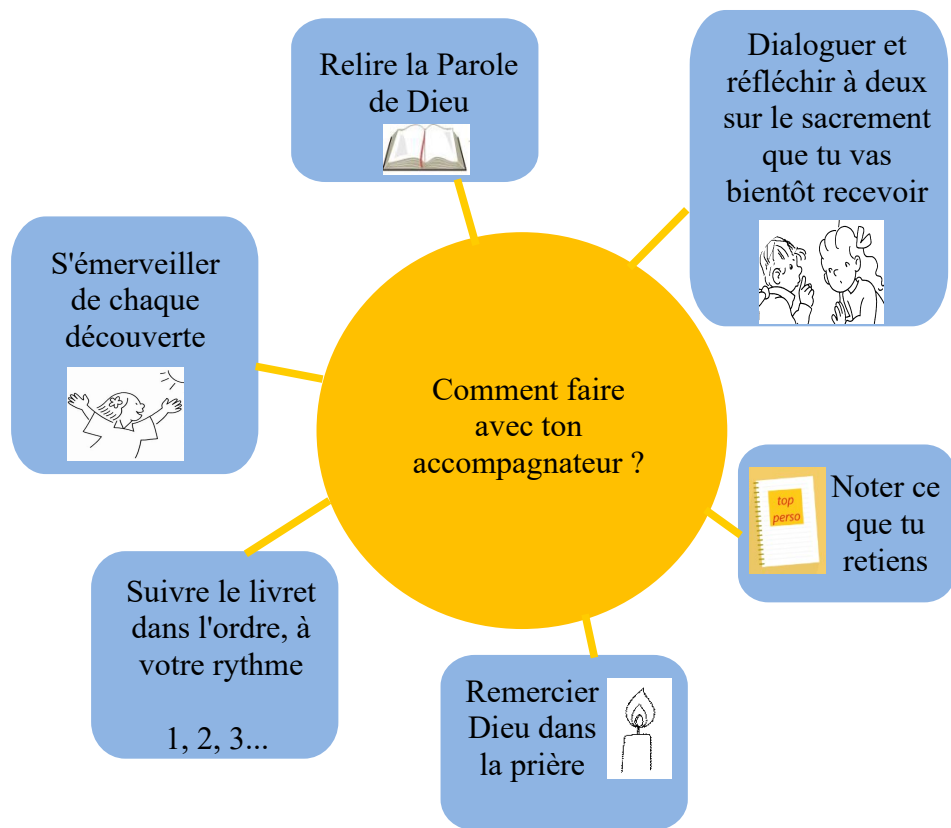 Relire la Parole
de Dieu
Dialoguer et
réfléchir à deux
sur le sacrement
que tu vas
bientôt recevoir
S'émerveiller
de chaque
découverte
Comment faire
avec ton
accompagnateur ?
top
perso
Noter ce
que tu
retiens
Suivre le livret
dans l'ordre, à
votre rythme
1, 2, 3...
Remercier
Dieu dans
la prière